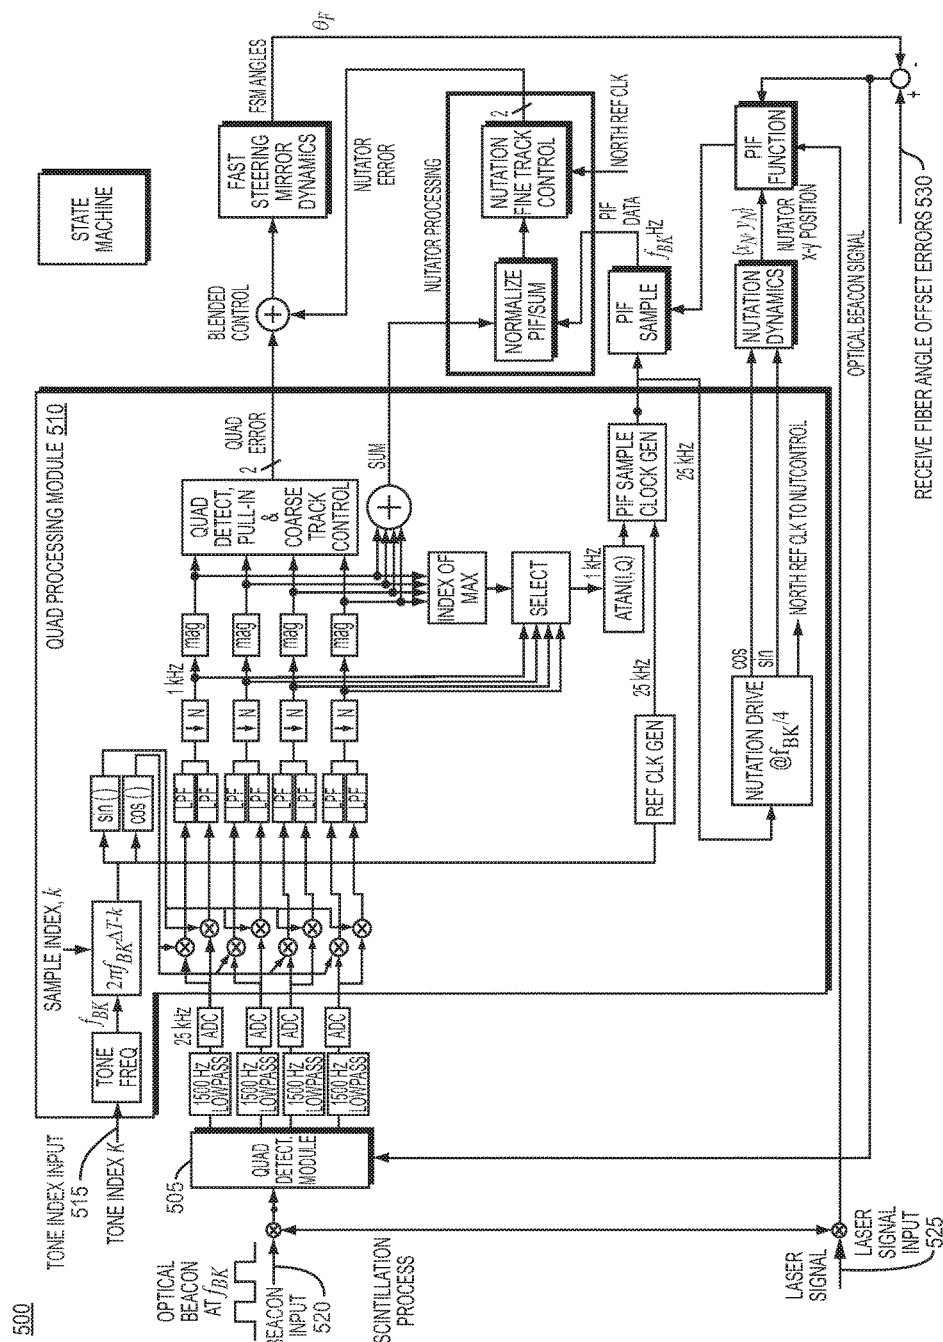 500
TONE INDEX INPUT
515
TONE INDEX K
TONE
FREQ
f_BK
SAMPLE INDEX, k
2πf_BKΔT·k
sin ()
cos ()
QUAD PROCESSING MODULE 510
STATE
MACHINE
OPTICAL
BEACON
AT f_BK
BEACON
INPUT
520
SCINTILATION
PROCESS
505
QUAD
DETECT.
MODULE
1500 HZ
LOWPASS
1500 HZ
LOWPASS
1500 HZ
LOWPASS
1500 HZ
LOWPASS
25 kHz
ADC
ADC
ADC
ADC
LPF
LPF
LPF
LPF
LPF
LPF
LPF
LPF
↓ N
↓ N
↓ N
↓ N
1 kHz
mag
mag
mag
mag
QUAD
DETECT,
PULL-IN
&
COARSE
TRACK
CONTROL
2
QUAD
ERROR
SUM
BLENDED
CONTROL
FAST
STEERING
MIRROR
DYNAMICS
FSM ANGLES
θ_F
NUTATOR
ERROR
NUTATOR PROCESSING
NORMALIZE
PIF/SUM
NUTATION
FINE TRACK
CONTROL
2
NORTH REF CLK
PIF
DATA
f_BK HZ
INDEX OF
MAX
SELECT
1 kHz
ATAN(I,Q)
PIF SAMPLE
CLOCK GEN
PIF
SAMPLE
REF CLK GEN
25 kHz
25 kHz
NUTATION DRIVE
@f_BK/4
cos
sin
NORTH REF CLK TO NUTCONTROL
NUTATION
DYNAMICS
{x_N, y_N}
NUTATOR
x-y POSITION
PIF
FUNCTION
OPTICAL BEACON SIGNAL
+
-
RECEIVE FIBER ANGLE OFFSET ERRORS 530
LASER
SIGNAL
LASER
SIGNAL
INPUT
525